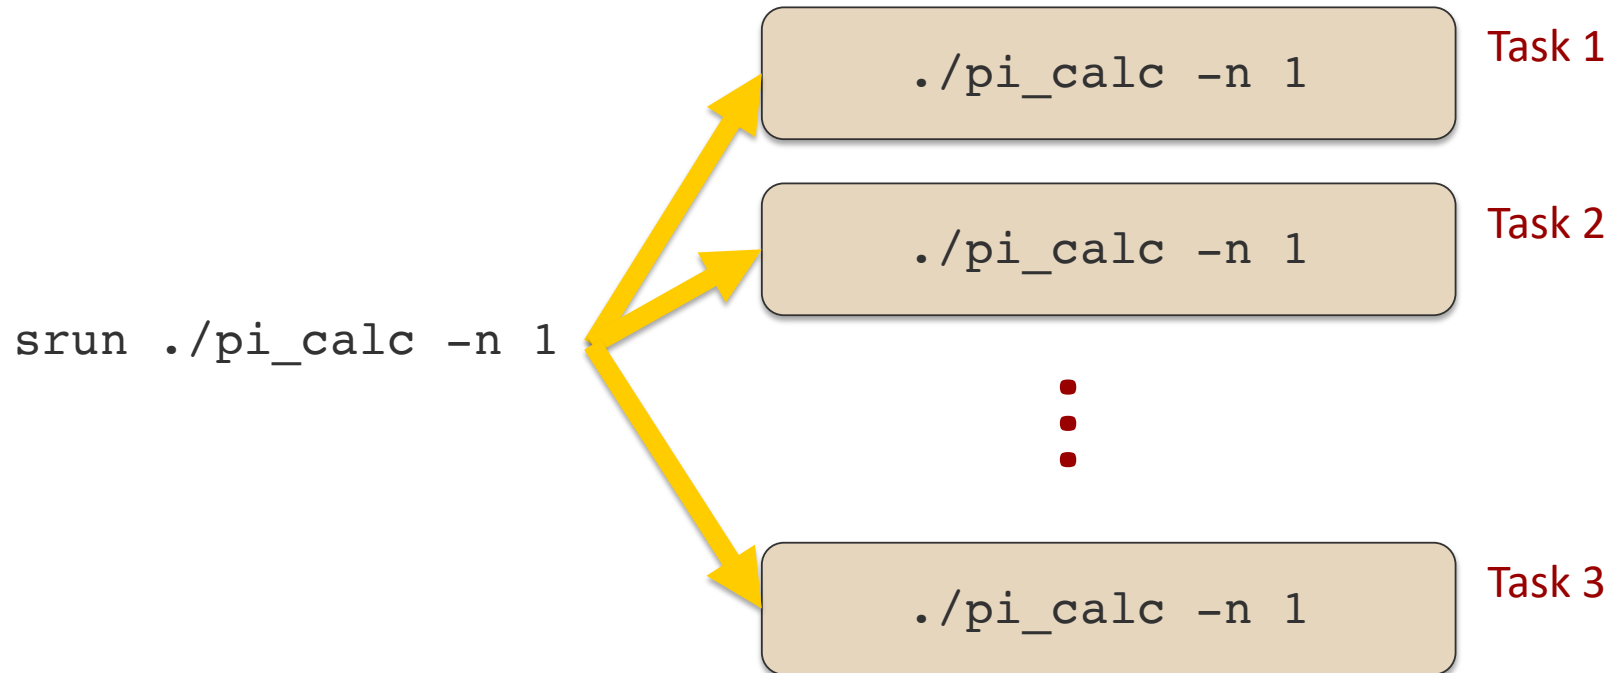 ./pi_calc -n 1
Task 1
./pi_calc -n 1
Task 2
srun ./pi_calc -n 1
./pi_calc -n 1
Task 3